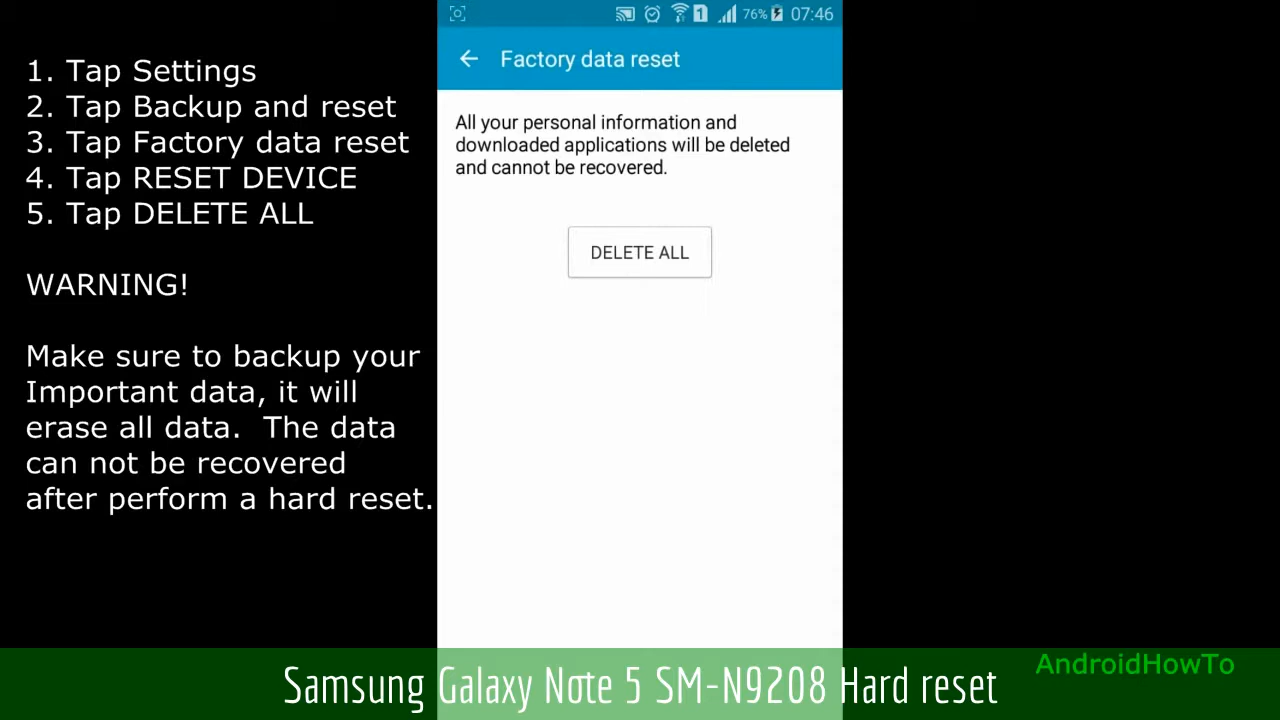 1. Tap Settings
2. Tap Backup and reset
3. Tap Factory data reset
4. Tap RESET DEVICE
5. Tap DELETE ALL
WARNING!
Make sure to backup your
Important data, it will
erase all data.  The data
can not be recovered
after perform a hard reset.
1 76% 07:46
Factory data reset
All your personal information and
downloaded applications will be deleted
and cannot be recovered.
DELETE ALL
AndroidHowTo
Samsung Galaxy Note 5 SM-N9208 Hard reset